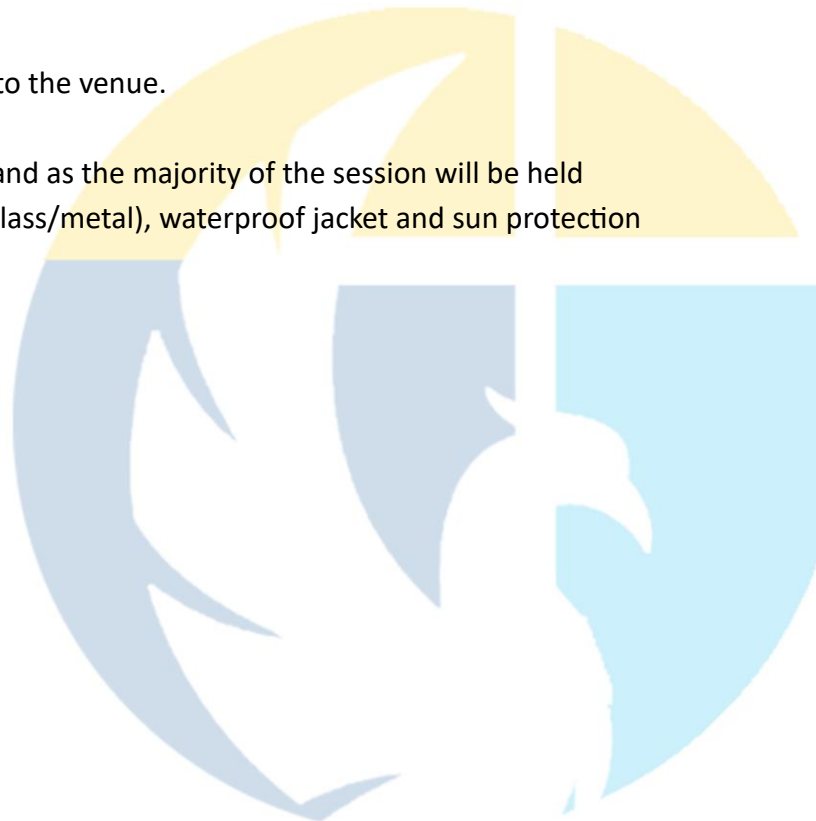 to the venue.
and as the majority of the session will be held
lass/metal), waterproof jacket and sun protection